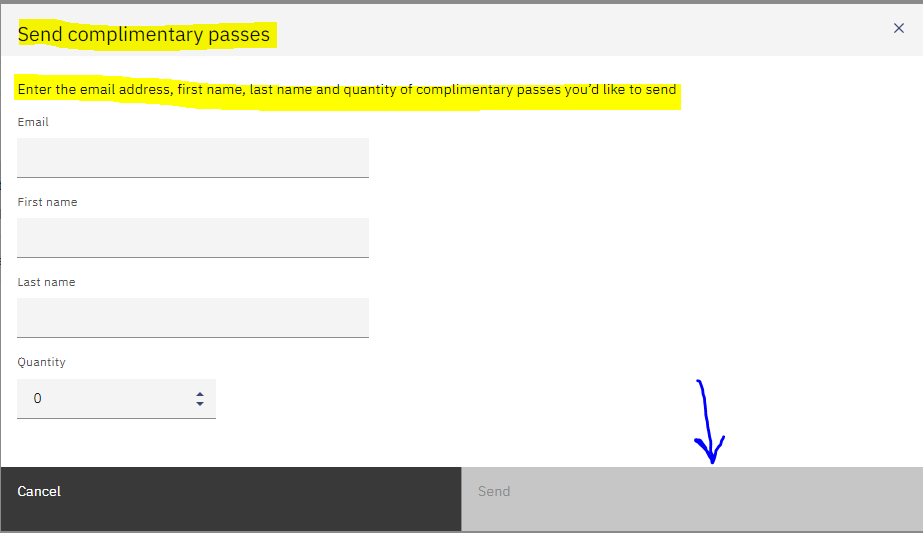 Send complimentary passes
Enter the email address, first name, last name and quantity of complimentary passes you'd like to send
Email
First name
Last name
Quantity
0
Cancel
Send